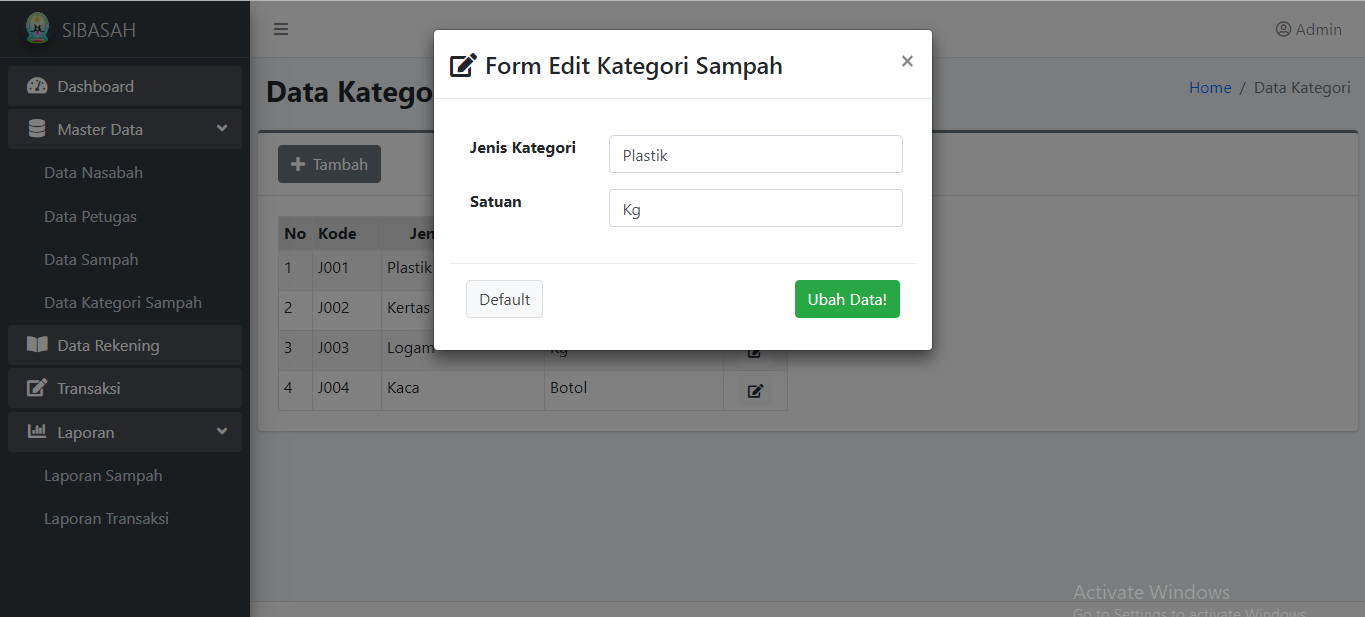 SIBASAH
Admin
Dashboard
Master Data
Data Nasabah
Data Petugas
Data Sampah
Data Kategori Sampah
Data Rekening
Transaksi
Laporan
Laporan Sampah
Laporan Transaksi
Data Katego
Home / Data Kategori
Tambah
No Kode Jen
1 J001 Plastik
2 J002 Kertas
3 J003 Logam Kg
4 J004 Kaca Botol
Form Edit Kategori Sampah ×
Jenis Kategori Plastik
Satuan Kg
Default Ubah Data!
Activate Windows
Go to Settings to activate Windows.